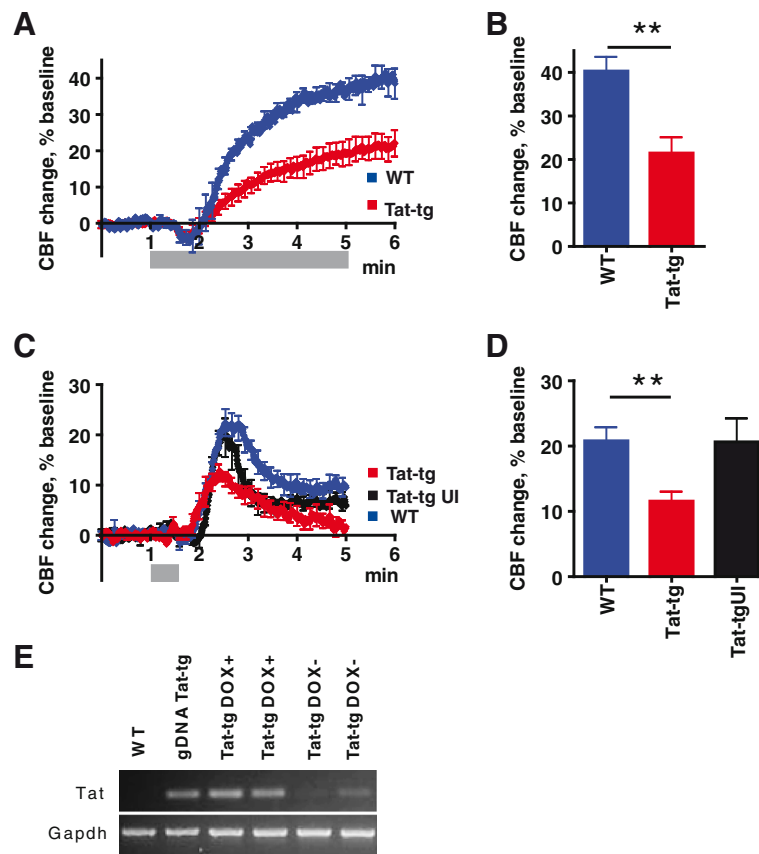 A
CBF change, % baseline
40
30
20
10
0
1
2
3
4
5
6
min
WT
Tat-tg
B
**
CBF change, % baseline
40
30
20
10
0
WT
Tat-tg
C
CBF change, % baseline
30
20
10
0
1
2
3
4
5
6
min
Tat-tg
Tat-tg UI
WT
D
**
CBF change, % baseline
30
20
10
0
WT
Tat-tg
Tat-tgUI
E
WT
gDNA Tat-tg
Tat-tg DOX+
Tat-tg DOX+
Tat-tg DOX-
Tat-tg DOX-
Tat
Gapdh